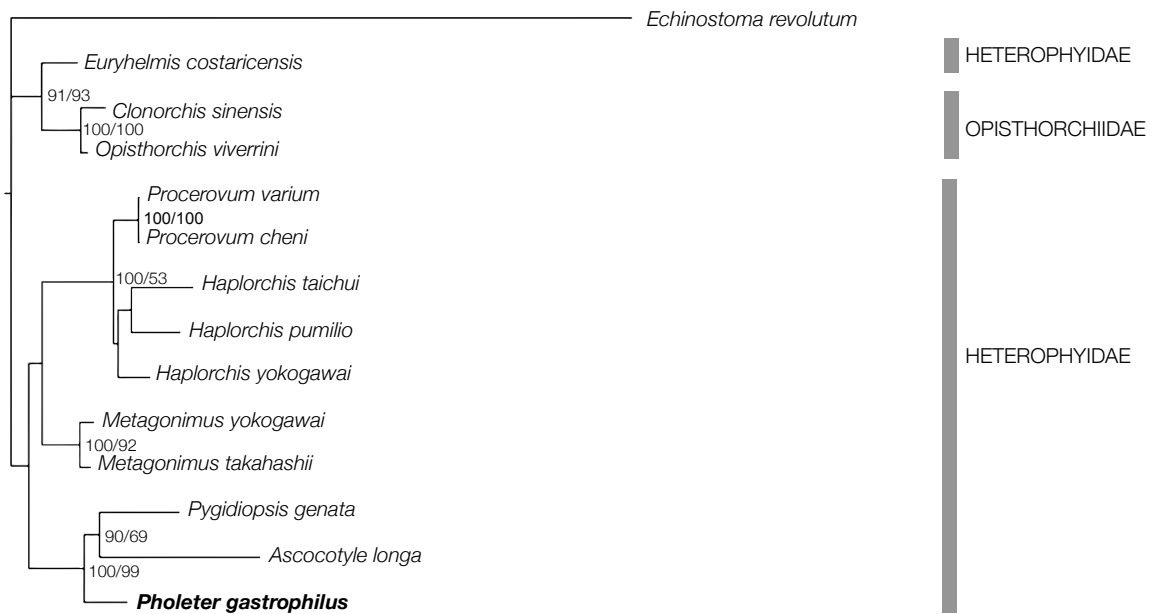 Echinostoma revolutum
Euryhelmis costaricensis
HETEROPHYIDAE
91/93
Clonorchis sinensis
100/100
OPISTHORCHIIDAE
Opisthorchis viverrini
Procerovum varium
100/100
Procerovum cheni
100/53
Haplorchis taichui
Haplorchis pumilio
HETEROPHYIDAE
Haplorchis yokogawai
Metagonimus yokogawai
100/92
Metagonimus takahashii
Pygidiopsis genata
90/69
Ascocotyle longa
100/99
Pholeter gastrophilus